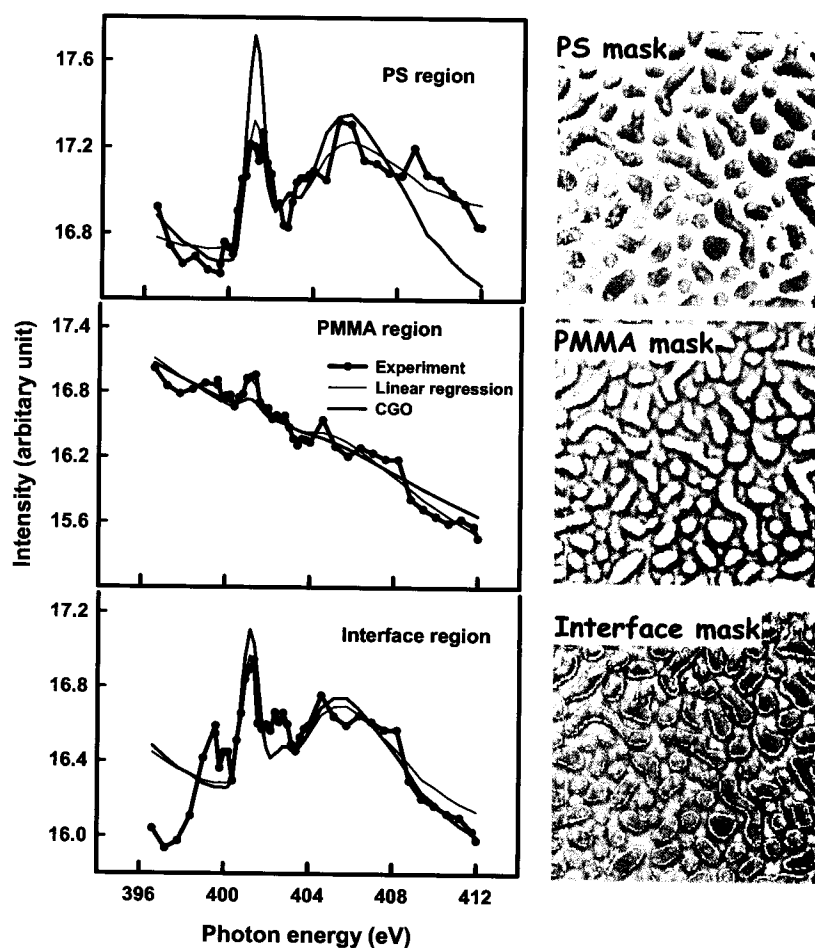 PS region
17.6
17.2
16.8
PS mask
PMMA region
Experiment
Linear regression
CGO
17.4
16.8
16.2
15.6
PMMA mask
Intensity (arbitary unit)
Interface region
17.2
16.8
16.4
16.0
Interface mask
396
400
404
408
412
Photon energy (eV)